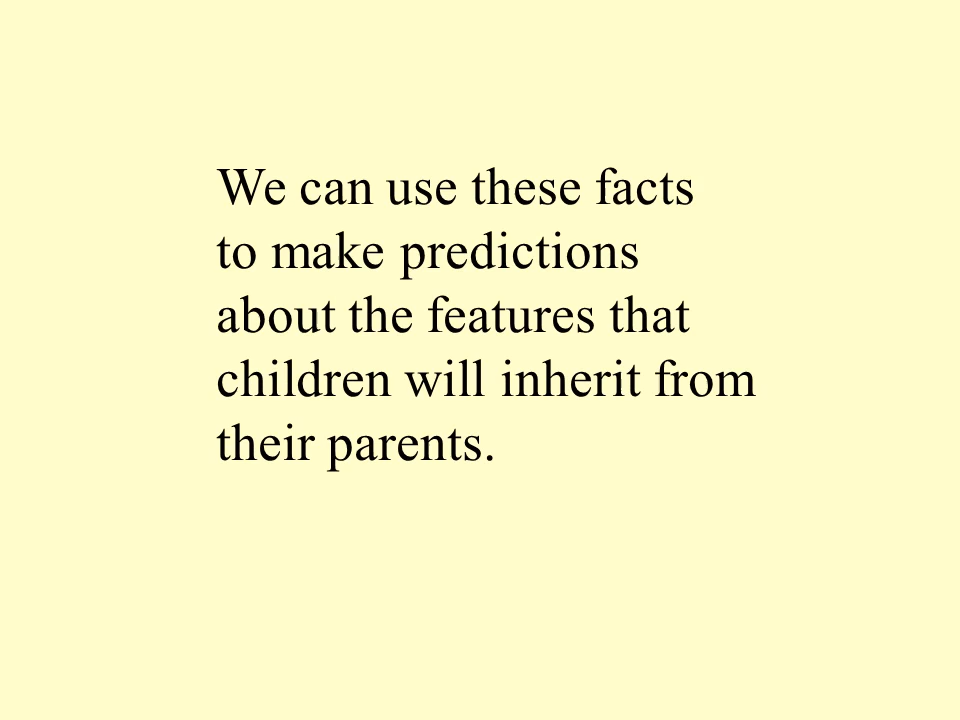 We can use these facts
to make predictions
about the features that
children will inherit from
their parents.